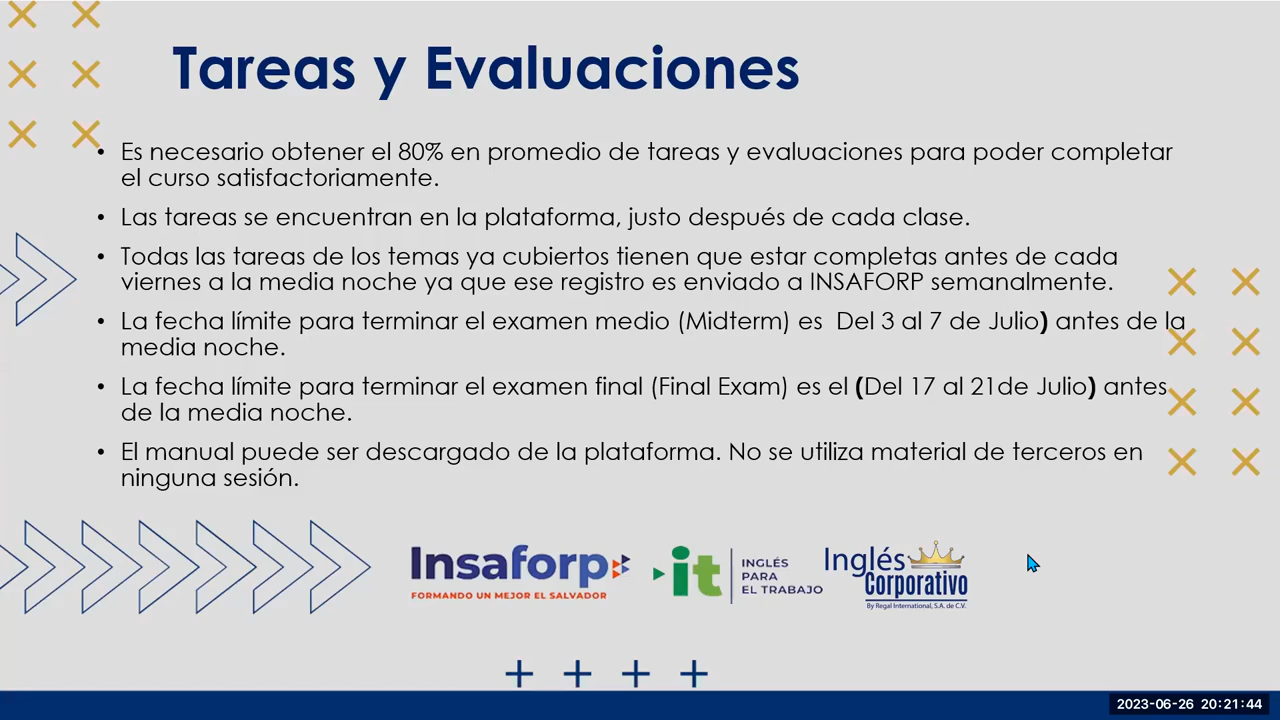 Tareas y Evaluaciones
• Es necesario obtener el 80% en promedio de tareas y evaluaciones para poder completar
el curso satisfactoriamente.
• Las tareas se encuentran en la plataforma, justo después de cada clase.
• Todas las tareas de los temas ya cubiertos tienen que estar completas antes de cada
viernes a la media noche ya que ese registro es enviado a INSAFORP semanalmente.
• La fecha límite para terminar el examen medio (Midterm) es  Del 3 al 7 de Julio) antes de la
media noche.
• La fecha límite para terminar el examen final (Final Exam) es el (Del 17 al 21de Julio) antes
de la media noche.
• El manual puede ser descargado de la plataforma. No se utiliza material de terceros en
ninguna sesión.
Insaforp
FORMANDO UN MEJOR EL SALVADOR
it
INGLÉS
PARA
EL TRABAJO
Inglés
Corporativo
By Regal International, S.A. de C.V.
2023-06-26 20:21:44